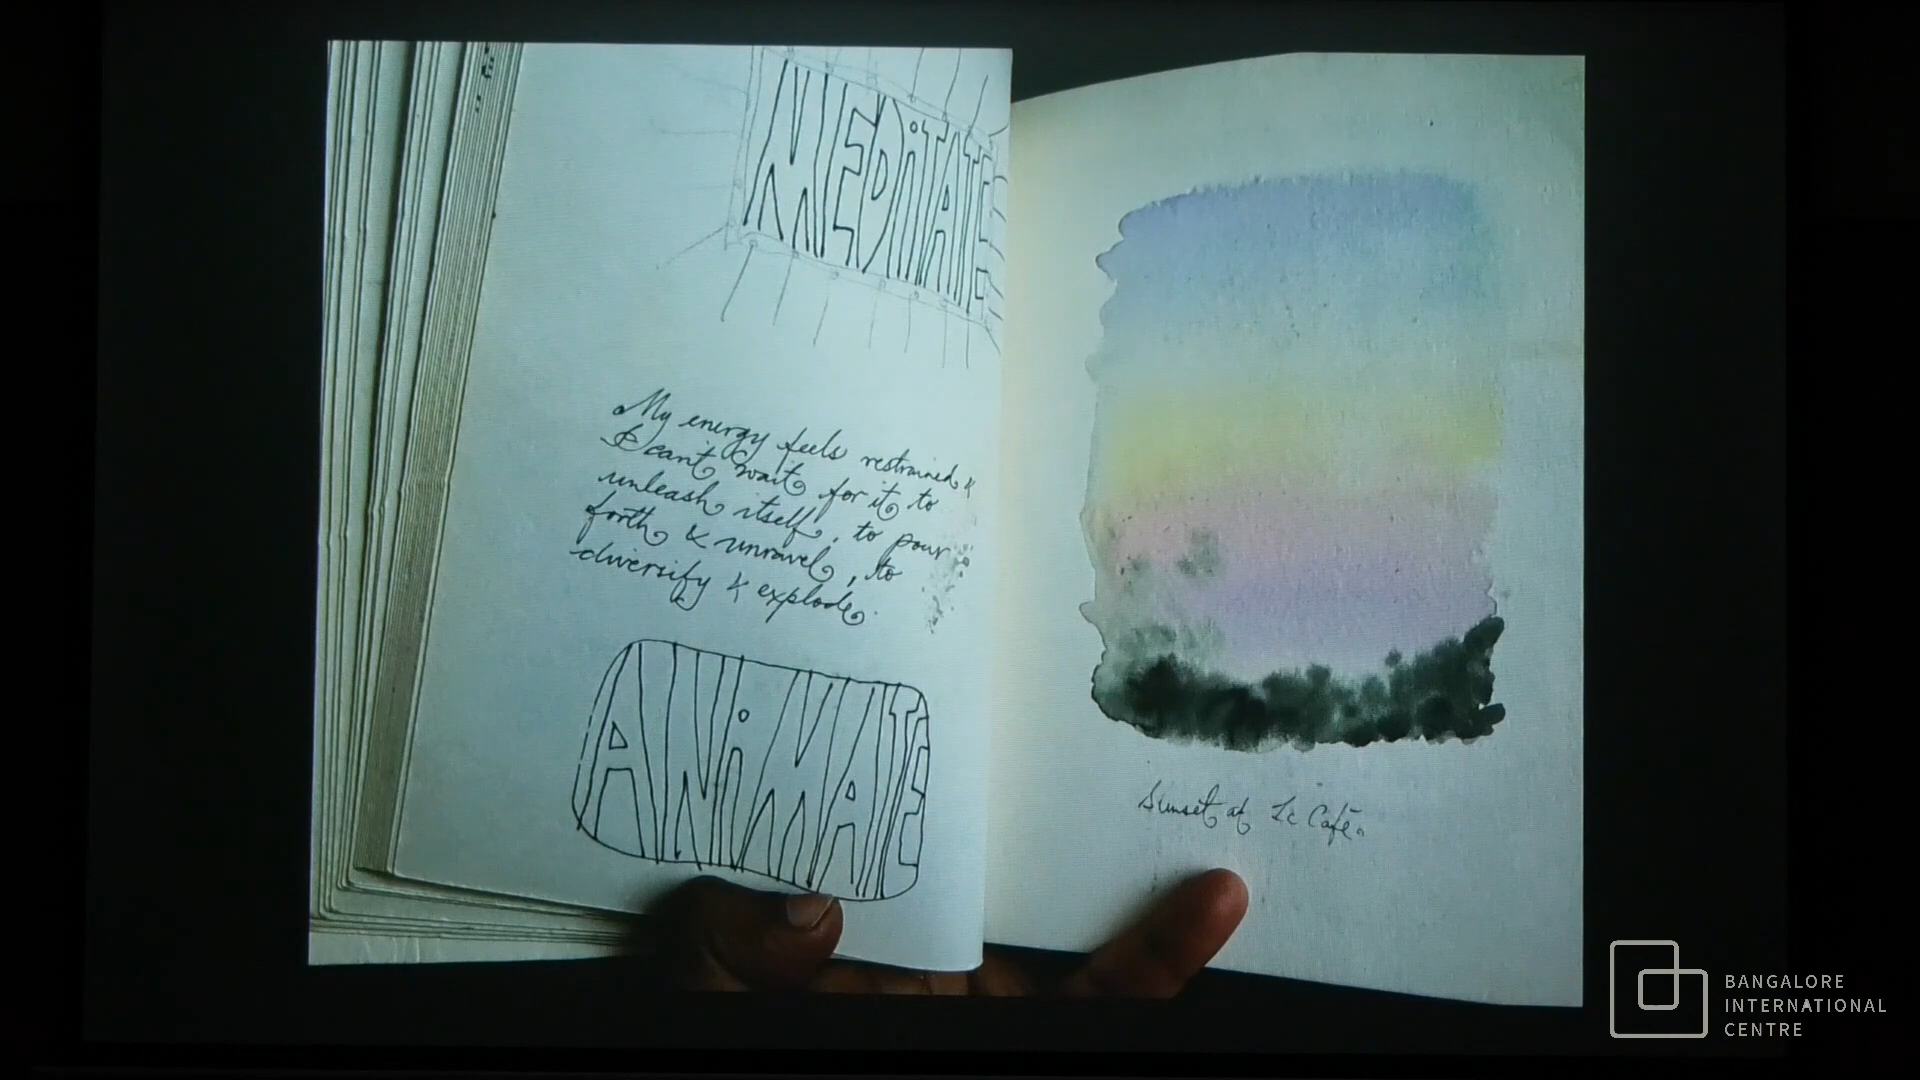 MEDiTATE
My energy feels restrained &
I can't wait for it to
unleash itself, to pour
forth & unravel, to
diversify & explode.
ANiMATE
Sunset at Le Café.
BANGALORE
INTERNATIONAL
CENTRE